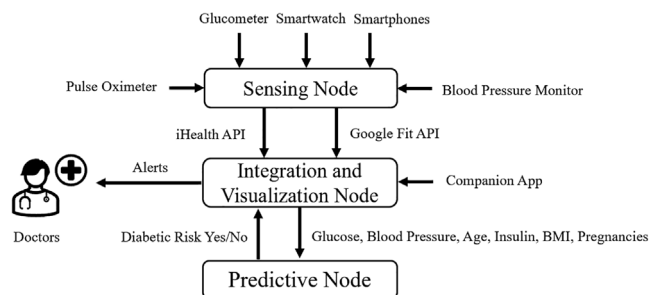 Glucometer Smartwatch Smartphones
Pulse Oximeter
Sensing Node
Blood Pressure Monitor
iHealth API
Google Fit API
Alerts
Integration and
Visualization Node
Companion App
Doctors
Diabetic Risk Yes/No
Glucose, Blood Pressure, Age, Insulin, BMI, Pregnancies
Predictive Node